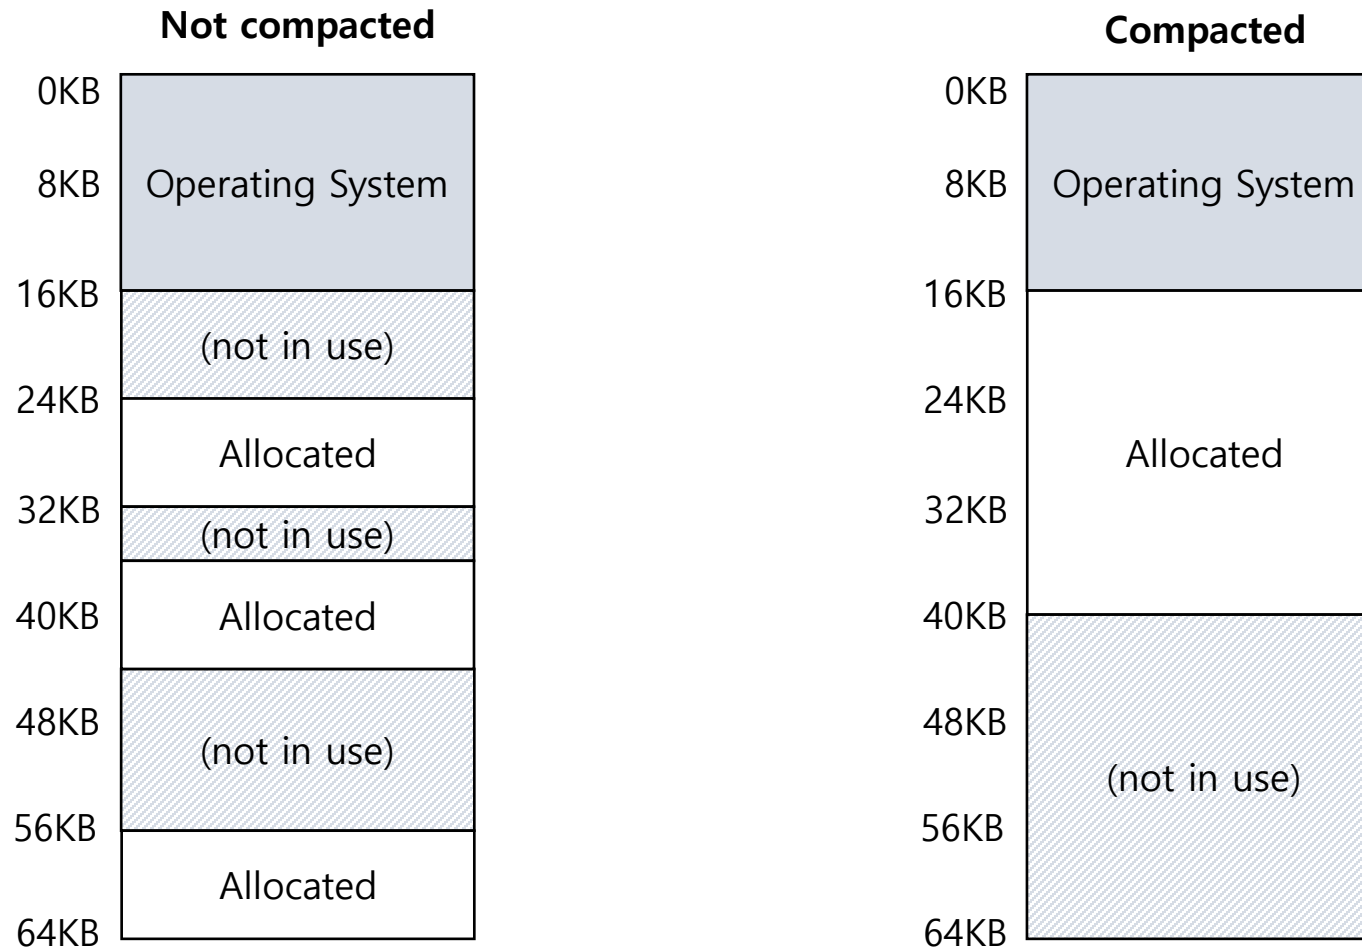 Not compacted
0KB
8KB
Operating System
16KB
(not in use)
24KB
Allocated
32KB
(not in use)
40KB
Allocated
48KB
(not in use)
56KB
Allocated
64KB
Compacted
0KB
8KB
Operating System
16KB
24KB
Allocated
32KB
40KB
48KB
(not in use)
56KB
64KB